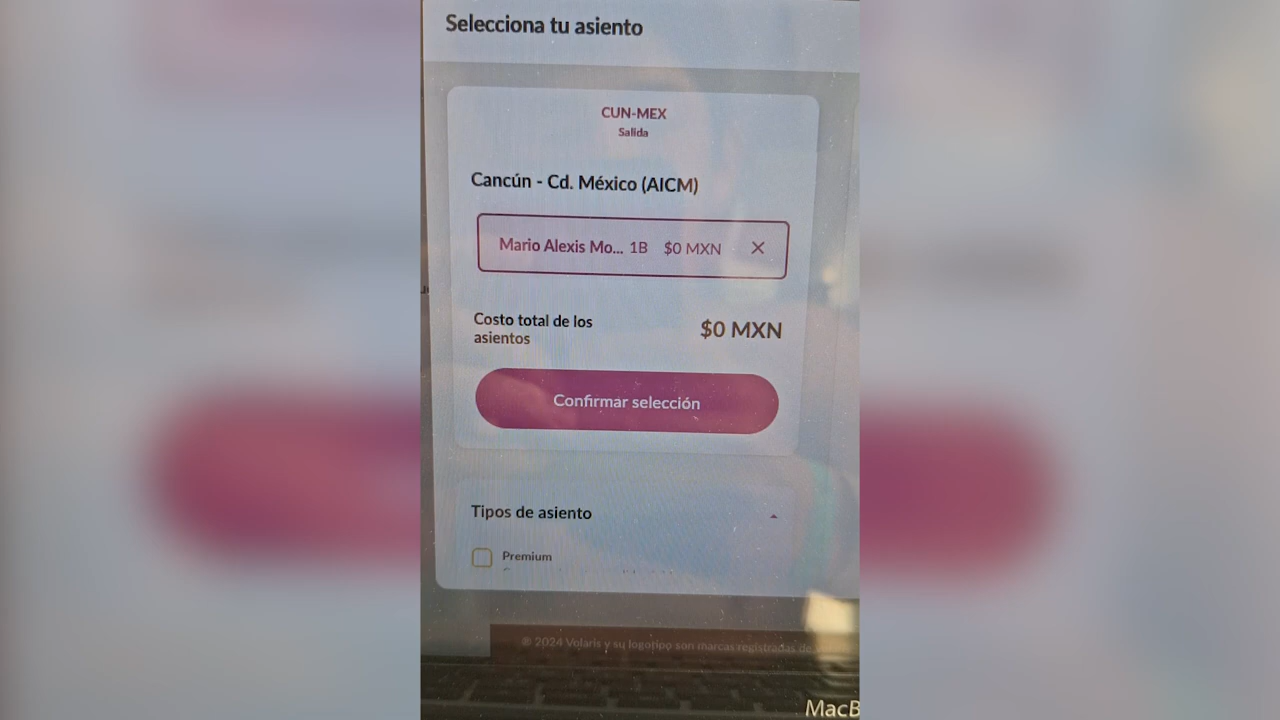 Selecciona tu asiento
CUN-MEX
Salida
Cancún - Cd. México (AICM)
Mario Alexis Mo... 1B $0 MXN ×
Costo total de los
asientos
$0 MXN
Confirmar selección
Tipos de asiento
Premium
© 2024 Volaris y su logotipo son marcas registradas de
MacB